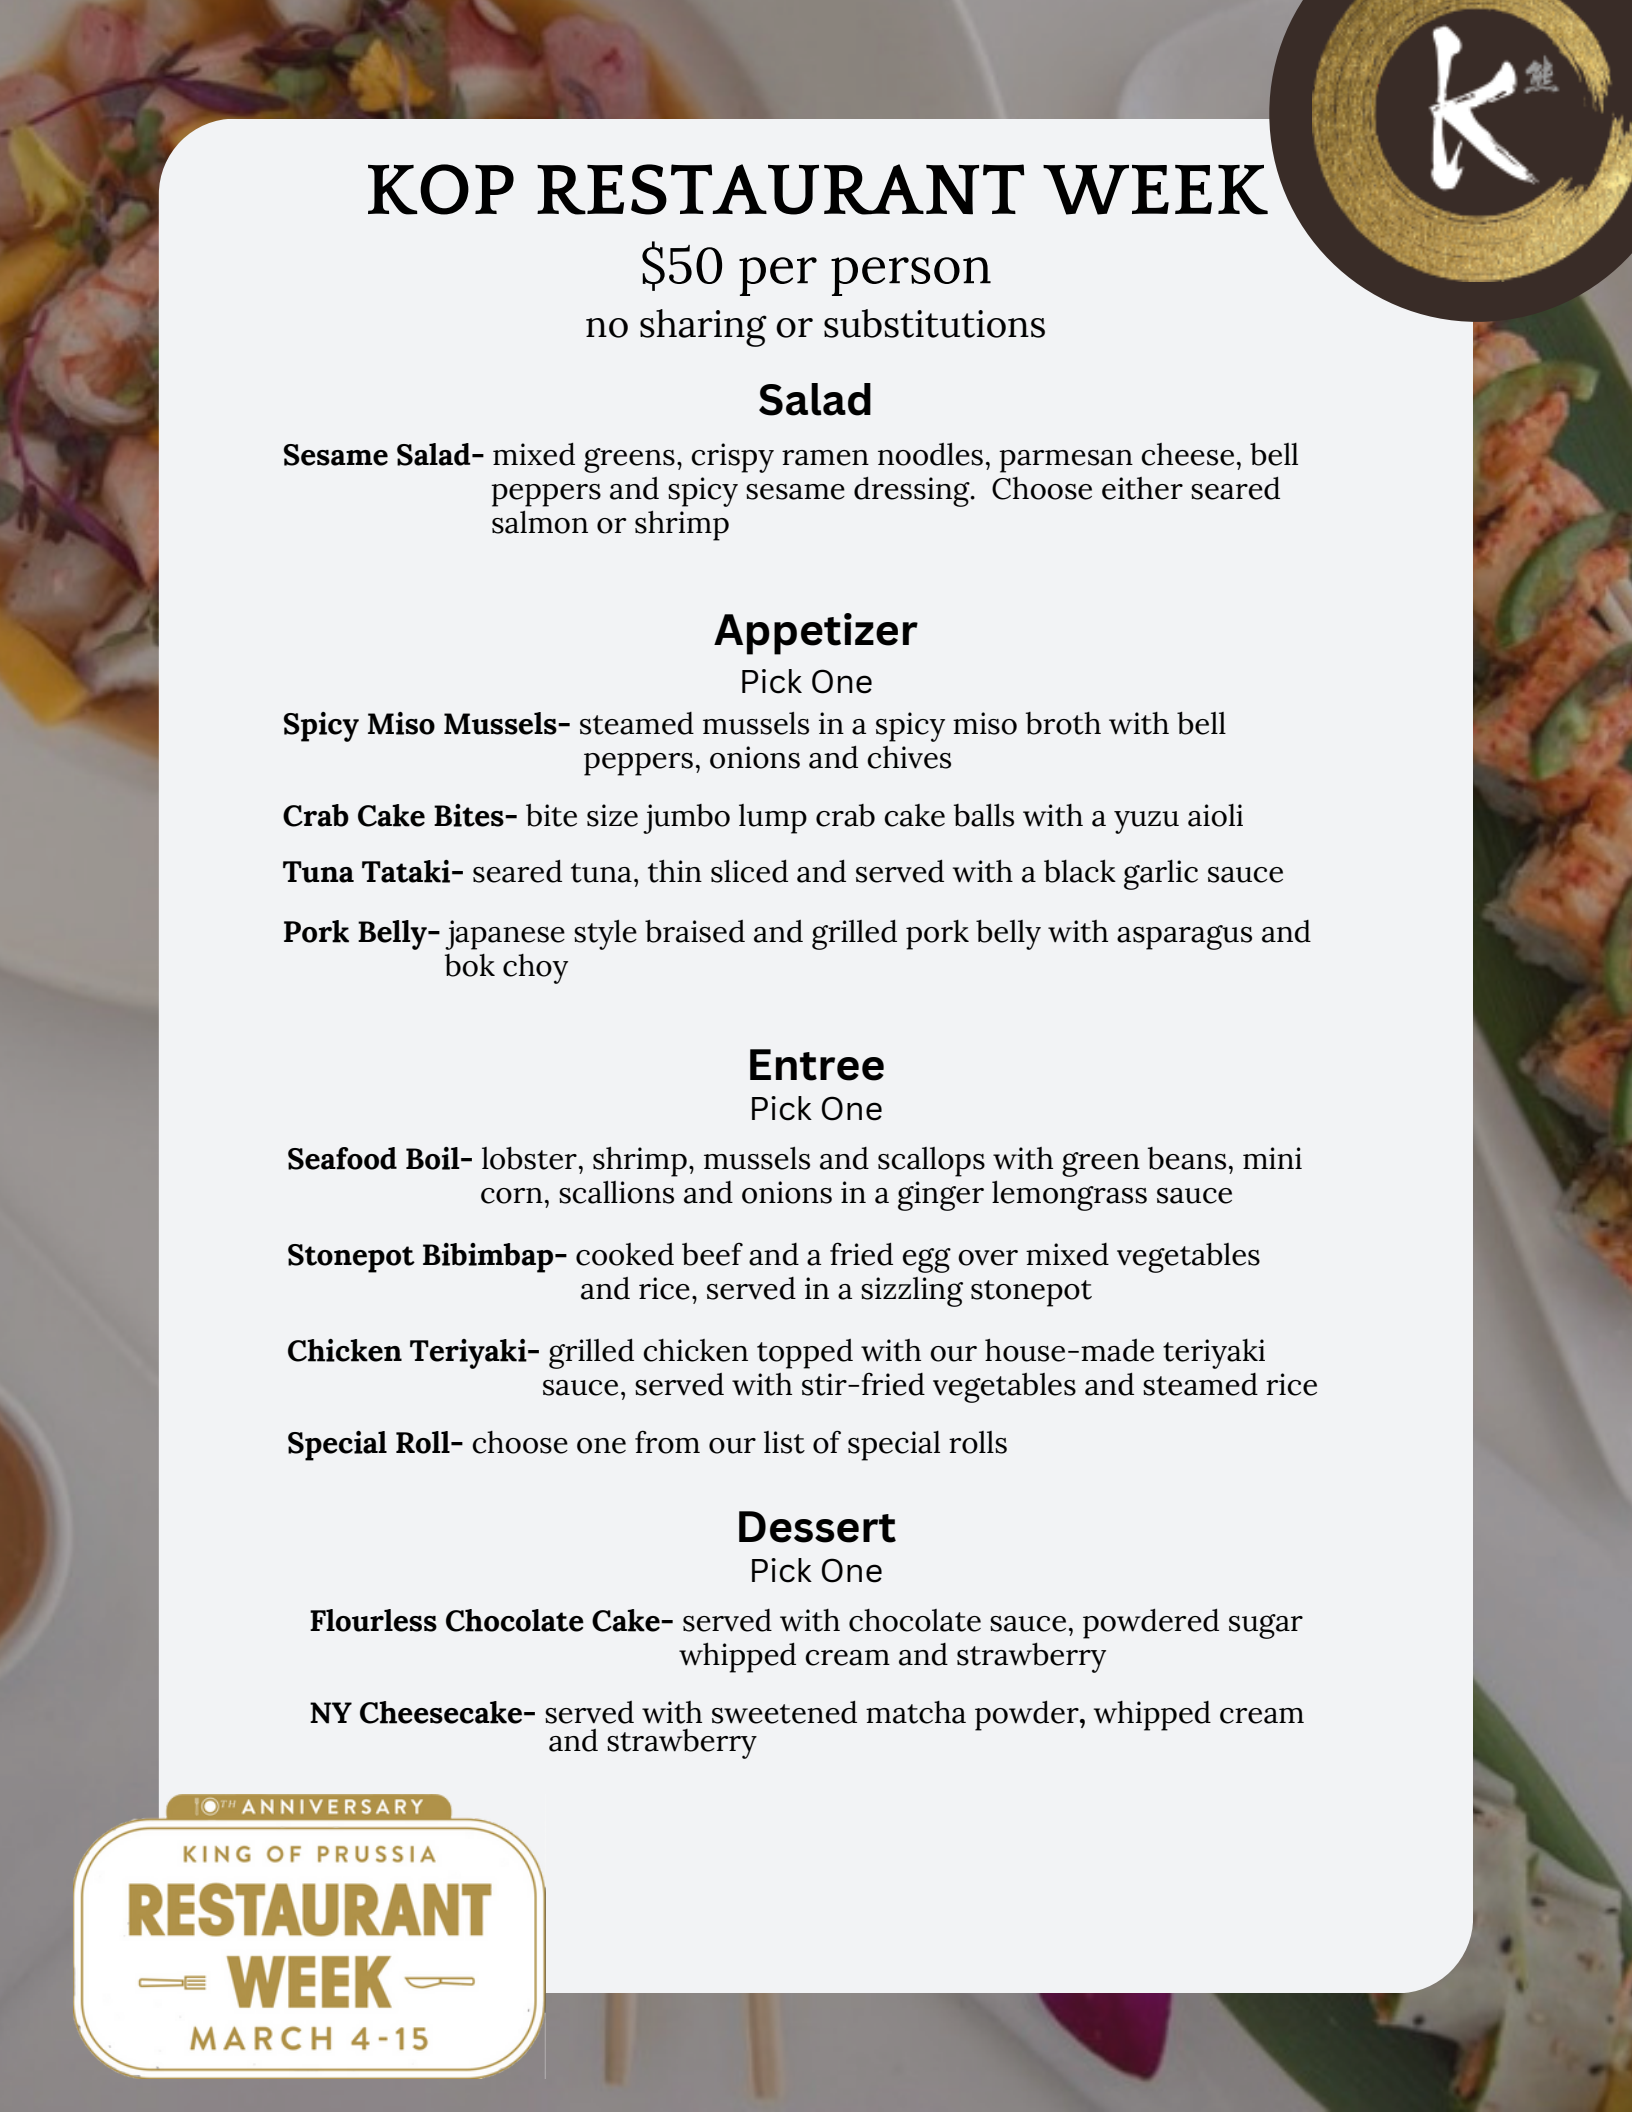 K 熊
KOP RESTAURANT WEEK
$50 per person
no sharing or substitutions
Salad
Sesame Salad- mixed greens, crispy ramen noodles, parmesan cheese, bell
peppers and spicy sesame dressing.  Choose either seared
salmon or shrimp
Appetizer
Pick One
Spicy Miso Mussels- steamed mussels in a spicy miso broth with bell
peppers, onions and chives
Crab Cake Bites- bite size jumbo lump crab cake balls with a yuzu aioli
Tuna Tataki- seared tuna, thin sliced and served with a black garlic sauce
Pork Belly- japanese style braised and grilled pork belly with asparagus and
bok choy
Entree
Pick One
Seafood Boil- lobster, shrimp, mussels and scallops with green beans, mini
corn, scallions and onions in a ginger lemongrass sauce
Stonepot Bibimbap- cooked beef and a fried egg over mixed vegetables
and rice, served in a sizzling stonepot
Chicken Teriyaki- grilled chicken topped with our house-made teriyaki
sauce, served with stir-fried vegetables and steamed rice
Special Roll- choose one from our list of special rolls
Dessert
Pick One
Flourless Chocolate Cake- served with chocolate sauce, powdered sugar
whipped cream and strawberry
NY Cheesecake- served with sweetened matcha powder, whipped cream
and strawberry
10TH ANNIVERSARY
KING OF PRUSSIA
RESTAURANT
WEEK
MARCH 4-15